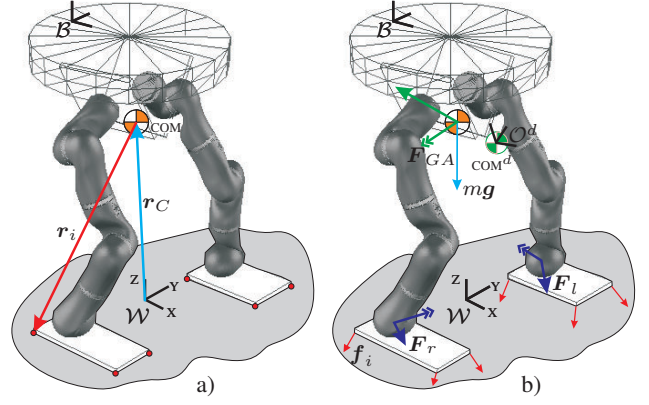 B
COM
r_C
r_i
Z
Y
X
W
a)
B
O^d
COM^d
F_GA
mg
Z
Y
X
W
F_l
F_r
f_i
b)